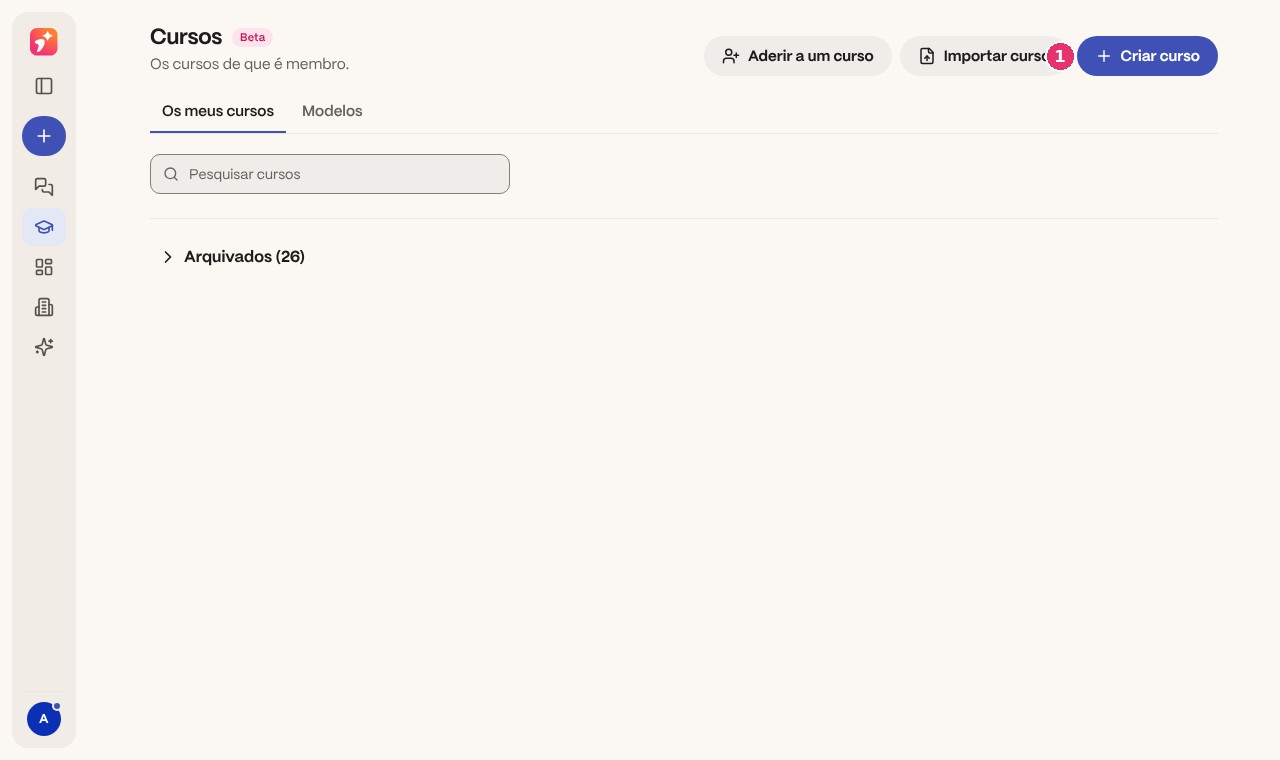 Cursos Beta
Os cursos de que é membro.
Aderir a um curso
Importar curso
1
Criar curso
Os meus cursos
Modelos
Pesquisar cursos
Arquivados (26)
A